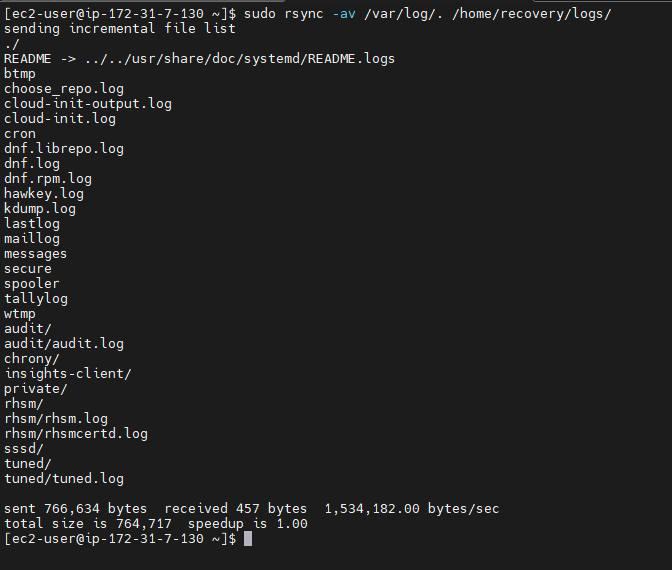 [ec2-user@ip-172-31-7-130 ~]$ sudo rsync -av /var/log/. /home/recovery/logs/
sending incremental file list
./
README -> ../../usr/share/doc/systemd/README.logs
btmp
choose_repo.log
cloud-init-output.log
cloud-init.log
cron
dnf.librepo.log
dnf.log
dnf.rpm.log
hawkey.log
kdump.log
lastlog
maillog
messages
secure
spooler
tallylog
wtmp
audit/
audit/audit.log
chrony/
insights-client/
private/
rhsm/
rhsm/rhsm.log
rhsm/rhsmcertd.log
sssd/
tuned/
tuned/tuned.log
sent 766,634 bytes  received 457 bytes  1,534,182.00 bytes/sec
total size is 764,717  speedup is 1.00
[ec2-user@ip-172-31-7-130 ~]$